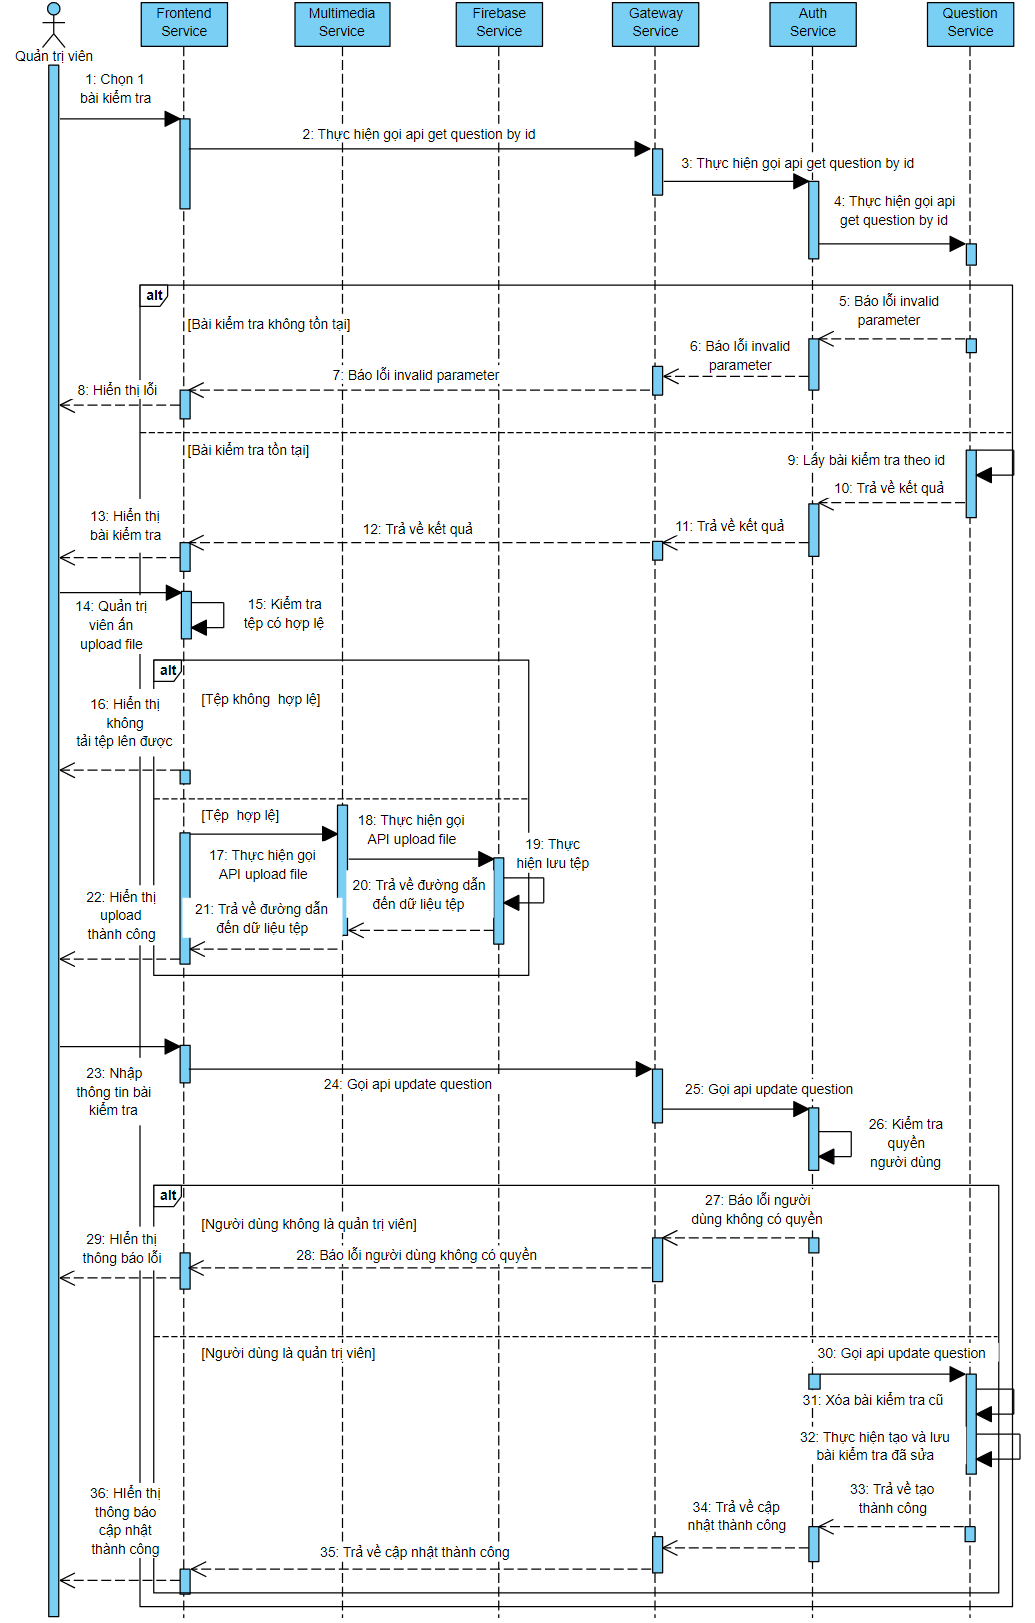 Frontend
Service
Multimedia
Service
Firebase
Service
Gateway
Service
Auth
Service
Question
Service
Quản trị viên
1: Chọn 1
bài kiểm tra
2: Thực hiện gọi api get question by id
3: Thực hiện gọi api get question by id
4: Thực hiện gọi api
get question by id
alt
[Bài kiểm tra không tồn tại]
5: Báo lỗi invalid
parameter
6: Báo lỗi invalid
parameter
7: Báo lỗi invalid parameter
8: Hiển thị lỗi
[Bài kiểm tra tồn tại]
9: Lấy bài kiểm tra theo id
10: Trả về kết quả
11: Trả về kết quả
12: Trả về kết quả
13: Hiển thị
bài kiểm tra
14: Quản trị
viên ấn
upload file
15: Kiểm tra
tệp có hợp lệ
alt
[Tệp không  hợp lệ]
16: Hiển thị
không
tải tệp lên được
[Tệp  hợp lệ]
17: Thực hiện gọi
API upload file
18: Thực hiện gọi
API upload file
19: Thực
hiện lưu tệp
20: Trả về đường dẫn
đến dữ liệu tệp
21: Trả về đường dẫn
đến dữ liệu tệp
22: Hiển thị
upload
thành công
23: Nhập
thông tin bài
kiểm tra
24: Gọi api update question
25: Gọi api update question
26: Kiểm tra
quyền
người dùng
alt
[Người dùng không là quản trị viên]
27: Báo lỗi người
dùng không có quyền
28: Báo lỗi người dùng không có quyền
29: HIển thị
thông báo lỗi
[Người dùng là quản trị viên]
30: Gọi api update question
31: Xóa bài kiểm tra cũ
32: Thực hiện tạo và lưu
bài kiểm tra đã sửa
33: Trả về tạo
thành công
34: Trả về cập
nhật thành công
35: Trả về cập nhật thành công
36: HIển thị
thông báo
cập nhật
thành công